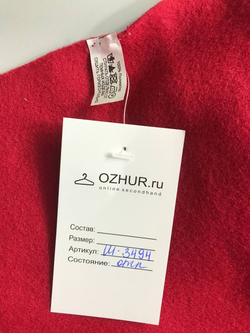 OZHUR.ru
online secondhand
Состав:
Размер:
Артикул: Ш-3494
Состояние: отл